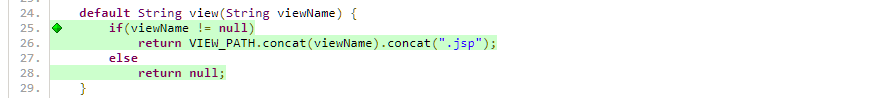 24. default String view(String viewName) {
25. if(viewName != null)
26. return VIEW_PATH.concat(viewName).concat(".jsp");
27. else
28. return null;
29. }